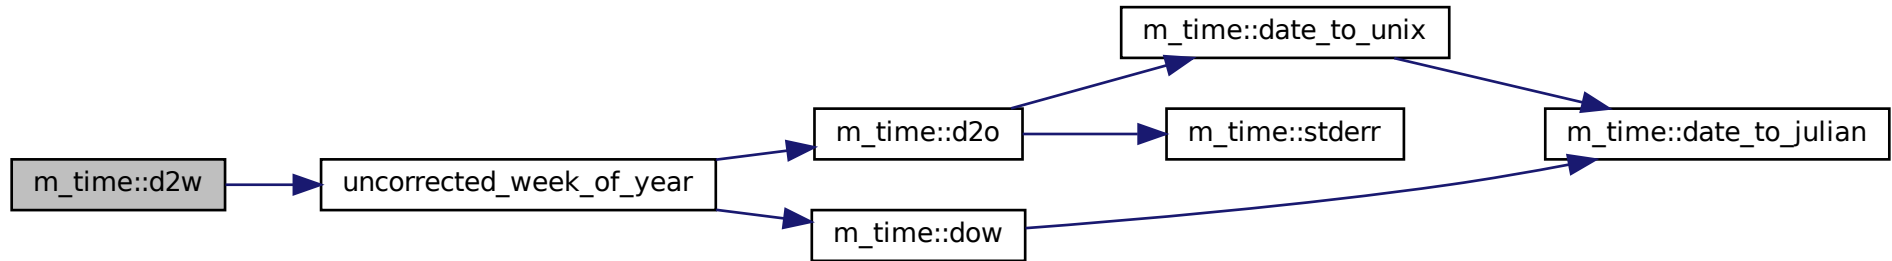 m_time::d2w
uncorrected_week_of_year
m_time::d2o
m_time::dow
m_time::date_to_unix
m_time::stderr
m_time::date_to_julian